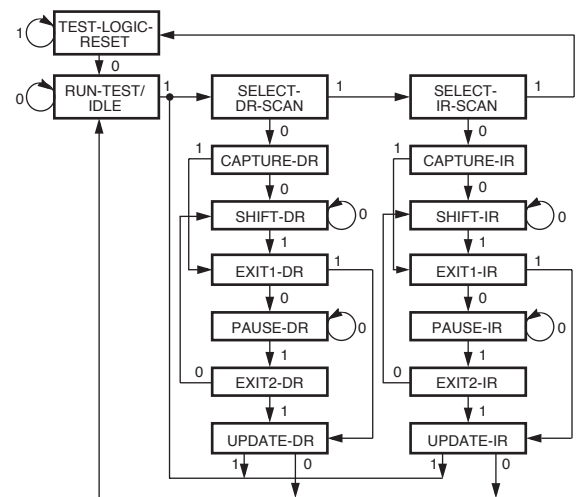 TEST-LOGIC-
RESET
1
0
RUN-TEST/
IDLE
0
1
SELECT-
DR-SCAN
1
SELECT-
IR-SCAN
1
0
0
1
CAPTURE-DR
1
CAPTURE-IR
0
0
SHIFT-DR
0
SHIFT-IR
0
1
1
EXIT1-DR
1
EXIT1-IR
1
0
0
PAUSE-DR
0
PAUSE-IR
0
1
1
0
EXIT2-DR
0
EXIT2-IR
1
1
UPDATE-DR
UPDATE-IR
1
0
1
0